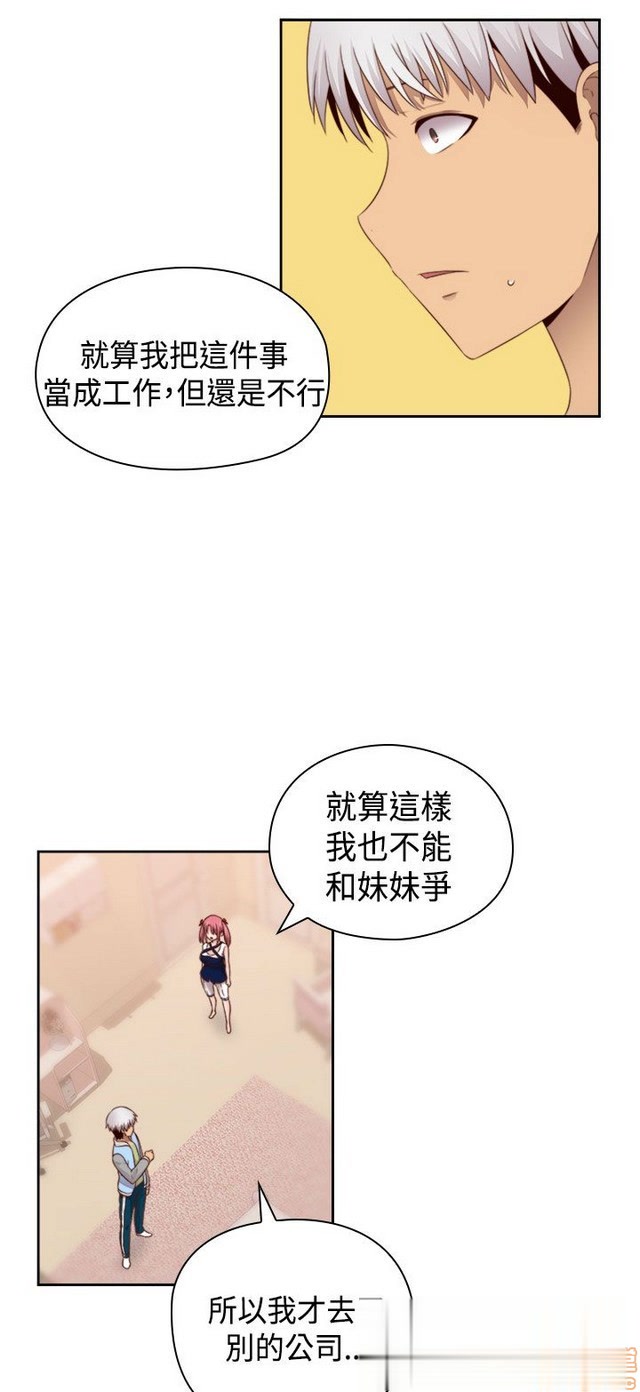 就算我把這件事
當成工作，但還是不行
就算這樣
我也不能
和妹妹爭
所以我才去
別的公司..